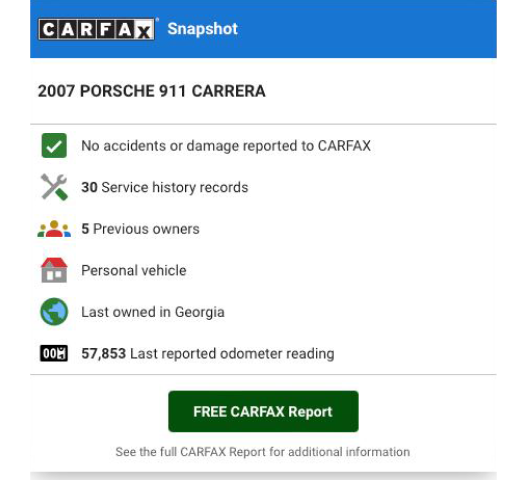 CARFAX Snapshot
2007 PORSCHE 911 CARRERA
No accidents or damage reported to CARFAX
30 Service history records
5 Previous owners
Personal vehicle
Last owned in Georgia
57,853 Last reported odometer reading
FREE CARFAX Report
See the full CARFAX Report for additional information